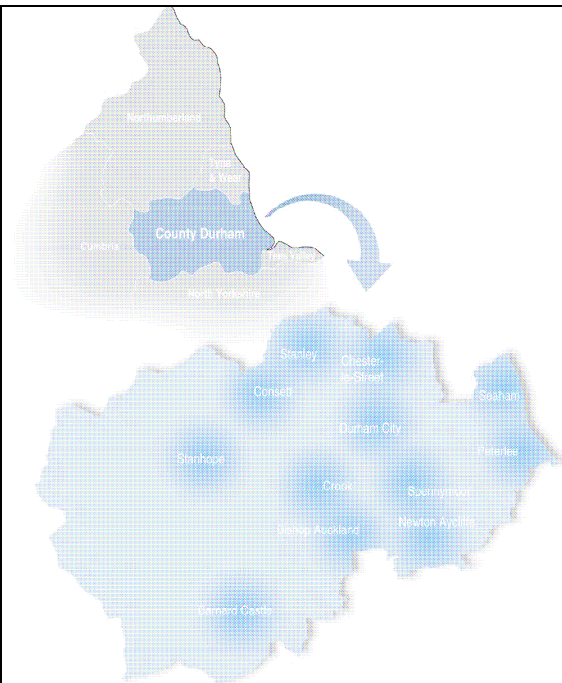 Northumberland
Tyne
& Wear
County Durham
Cumbria
Tees Valley
North Yorkshire
Stanley
Chester-
le-Street
Consett
Seaham
Durham City
Peterlee
Stanhope
Crook
Spennymoor
Newton Aycliffe
Bishop Auckland
Barnard Castle